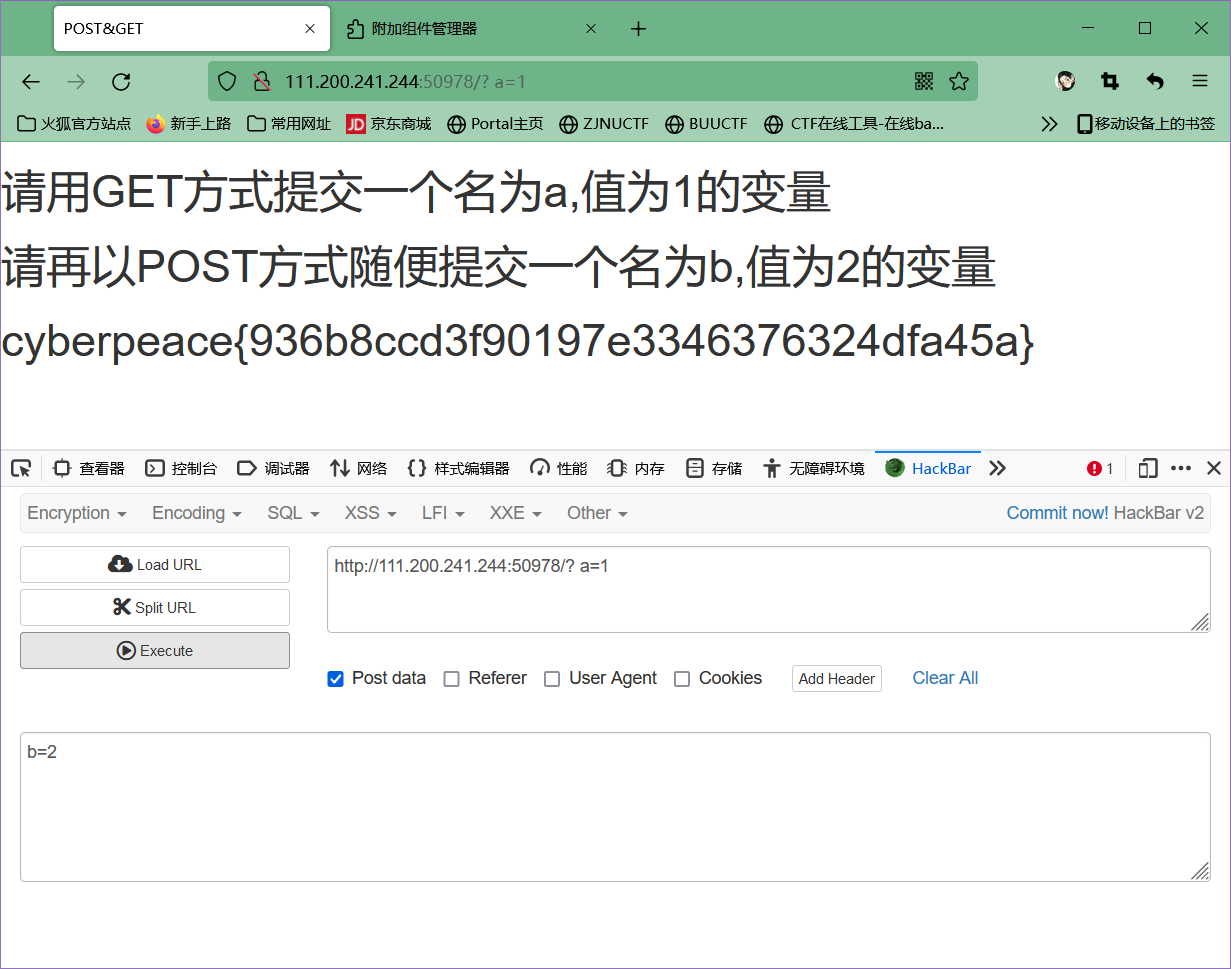 POST&GET
附加组件管理器
111.200.241.244:50978/? a=1
火狐官方站点 新手上路 常用网址 JD 京东商城 Portal主页 ZJNUCTF BUUCTF CTF在线工具-在线ba... 移动设备上的书签
请用GET方式提交一个名为a,值为1的变量
请再以POST方式随便提交一个名为b,值为2的变量
cyberpeace{936b8ccd3f90197e3346376324dfa45a}
查看器 控制台 调试器 网络 样式编辑器 性能 内存 存储 无障碍环境 HackBar 1
Encryption Encoding SQL XSS LFI XXE Other Commit now! HackBar v2
Load URL
http://111.200.241.244:50978/? a=1
Split URL
Execute
Post data Referer User Agent Cookies Add Header Clear All
b=2